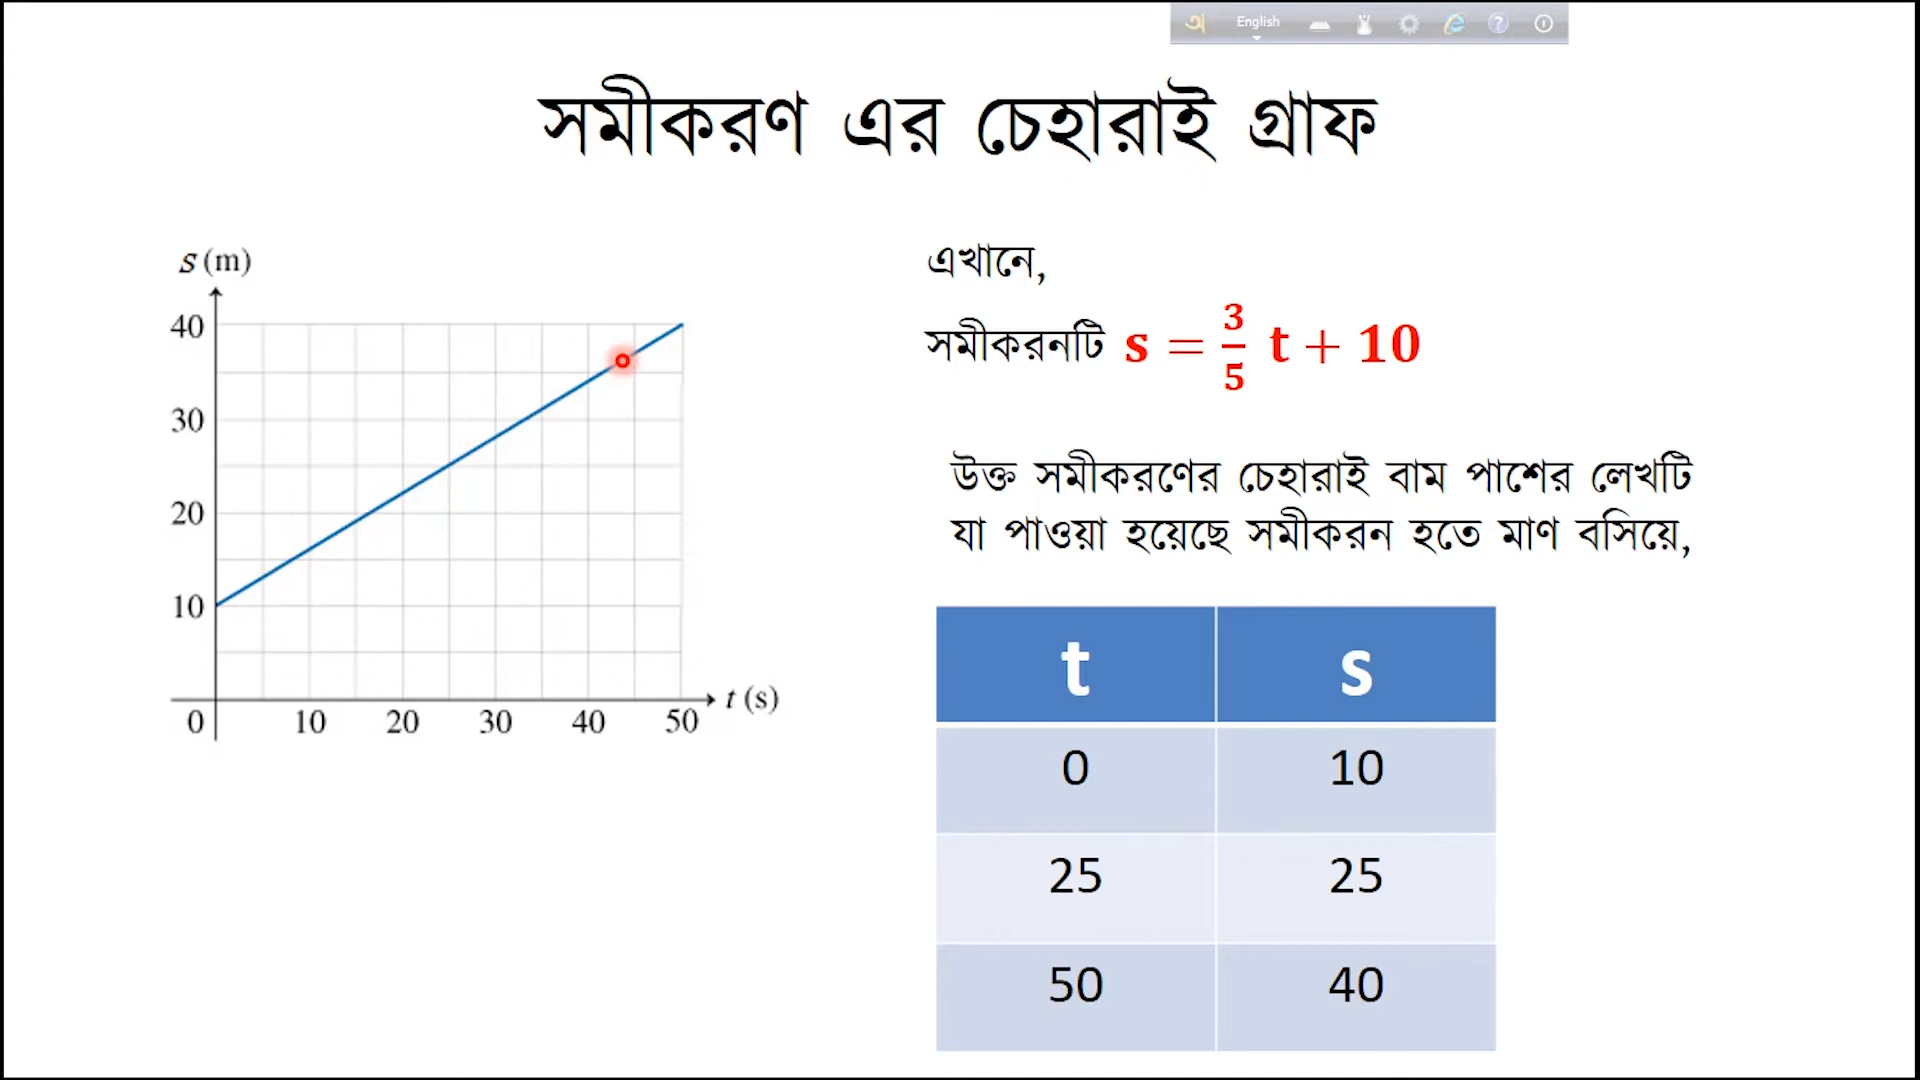 English
সমীকরণ এর চেহারাই গ্রাফ
s (m)
40
30
20
10
0
10 20 30 40 50
t (s)
এখানে,
সমীকরনটি s = 3/5 t + 10
উক্ত সমীকরণের চেহারাই বাম পাশের লেখটি
যা পাওয়া হয়েছে সমীকরন হতে মাণ বসিয়ে,
t s
0 10
25 25
50 40